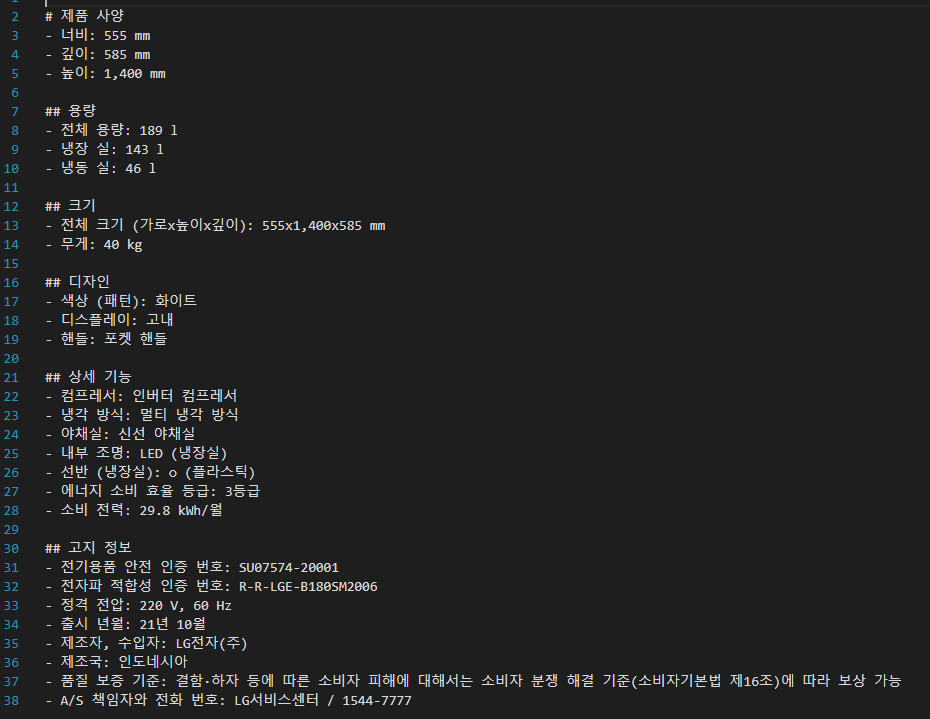 1
2 # 제품 사양
3 - 너비: 555 mm
4 - 깊이: 585 mm
5 - 높이: 1,400 mm
6
7 ## 용량
8 - 전체 용량: 189 l
9 - 냉장 실: 143 l
10 - 냉동 실: 46 l
11
12 ## 크기
13 - 전체 크기 (가로x높이x깊이): 555x1,400x585 mm
14 - 무게: 40 kg
15
16 ## 디자인
17 - 색상 (패턴): 화이트
18 - 디스플레이: 고내
19 - 핸들: 포켓 핸들
20
21 ## 상세 기능
22 - 컴프레서: 인버터 컴프레서
23 - 냉각 방식: 멀티 냉각 방식
24 - 야채실: 신선 야채실
25 - 내부 조명: LED (냉장실)
26 - 선반 (냉장실): o (플라스틱)
27 - 에너지 소비 효율 등급: 3등급
28 - 소비 전력: 29.8 kWh/월
29
30 ## 고지 정보
31 - 전기용품 안전 인증 번호: SU07574-20001
32 - 전자파 적합성 인증 번호: R-R-LGE-B180SM2006
33 - 정격 전압: 220 V, 60 Hz
34 - 출시 년월: 21년 10월
35 - 제조자, 수입자: LG전자(주)
36 - 제조국: 인도네시아
37 - 품질 보증 기준: 결함·하자 등에 따른 소비자 피해에 대해서는 소비자 분쟁 해결 기준(소비자기본법 제16조)에 따라 보상 가능
38 - A/S 책임자와 전화 번호: LG서비스센터 / 1544-7777